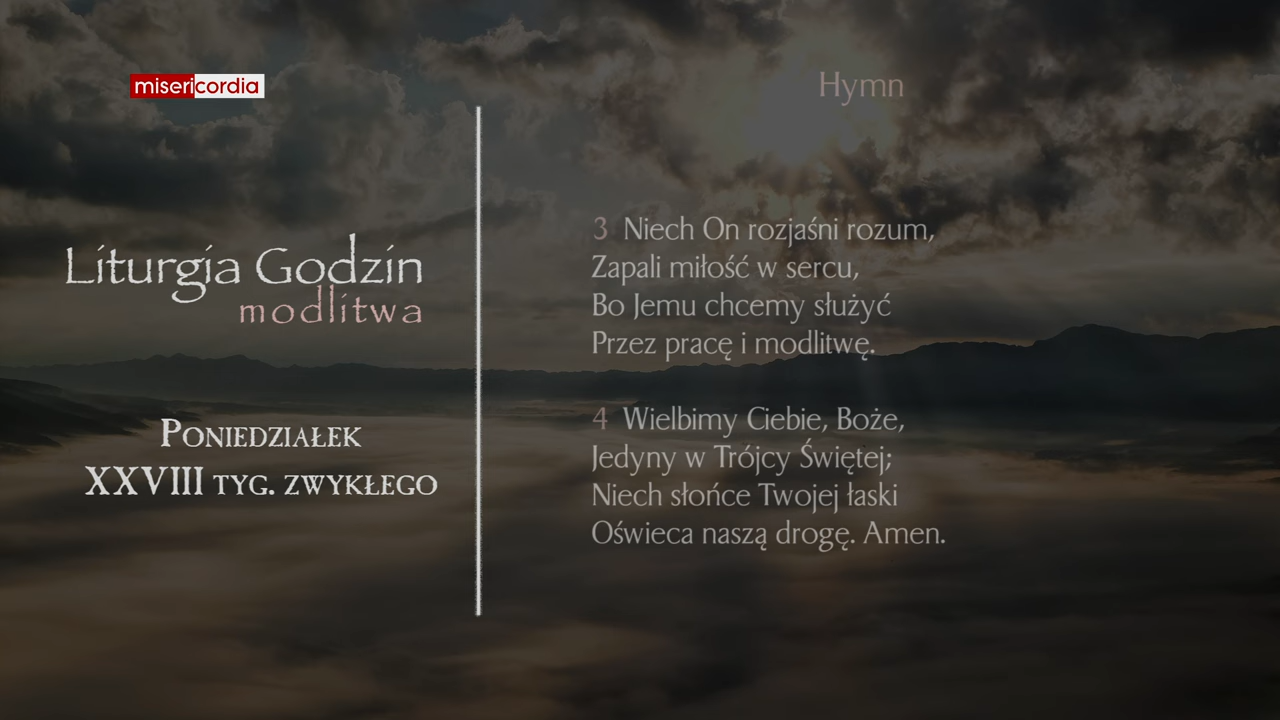 misericordia
Liturgia Godzin
modlitwa
Poniedziałek
XXVIII tyg. zwykłego
Hymn
3 Niech On rozjaśni rozum,
Zapali miłość w sercu,
Bo Jemu chcemy służyć
Przez pracę i modlitwę.
4 Wielbimy Ciebie, Boże,
Jedyny w Trójcy Świętej;
Niech słońce Twojej łaski
Oświeca naszą drogę. Amen.